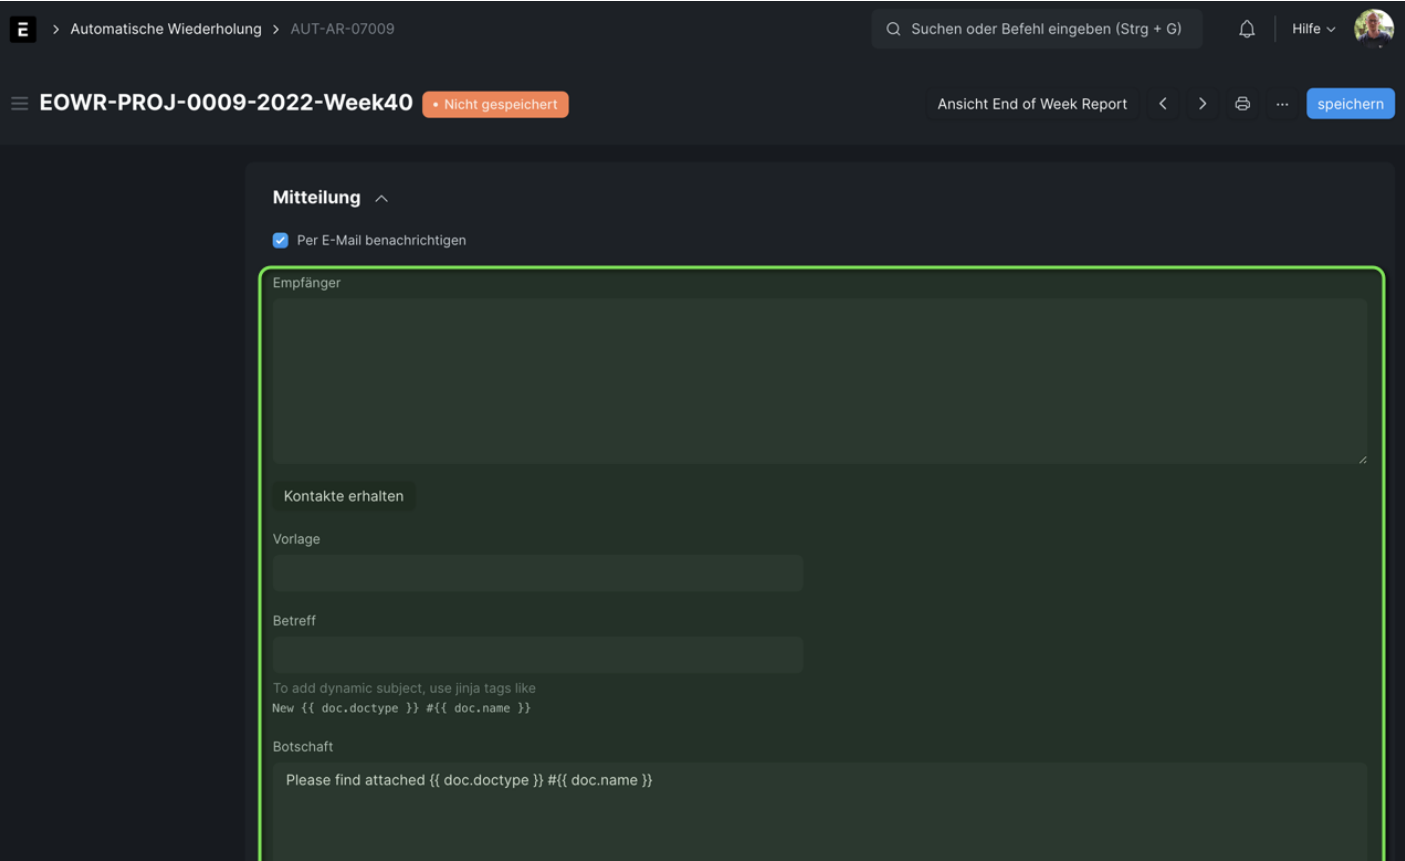 E > Automatische Wiederholung > AUT-AR-07009 Suchen oder Befehl eingeben (Strg + G) Hilfe
EOWR-PROJ-0009-2022-Week40 • Nicht gespeichert Ansicht End of Week Report < > ... speichern
Mitteilung
Per E-Mail benachrichtigen
Empfänger
Kontakte erhalten
Vorlage
Betreff
To add dynamic subject, use jinja tags like
New {{ doc.doctype }} #{{ doc.name }}
Botschaft
Please find attached {{ doc.doctype }} #{{ doc.name }}